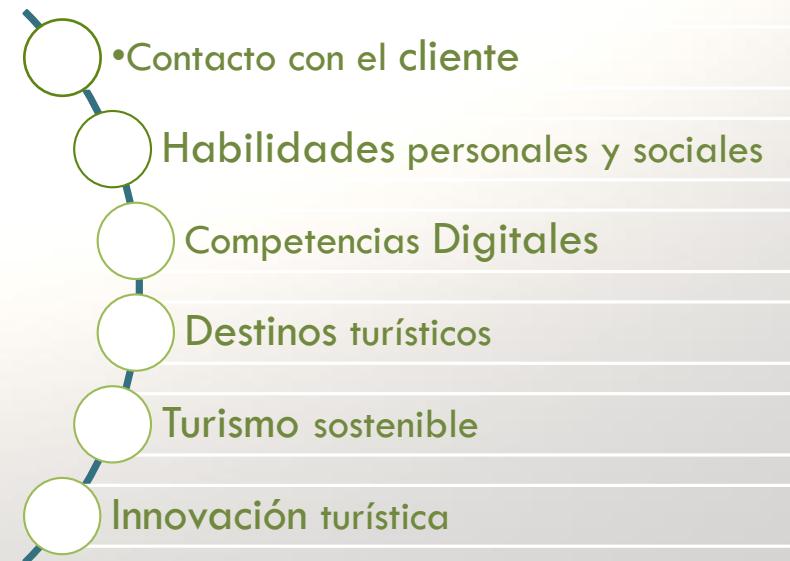 •Contacto con el cliente
Habilidades personales y sociales
Competencias Digitales
Destinos turísticos
Turismo sostenible
Innovación turística